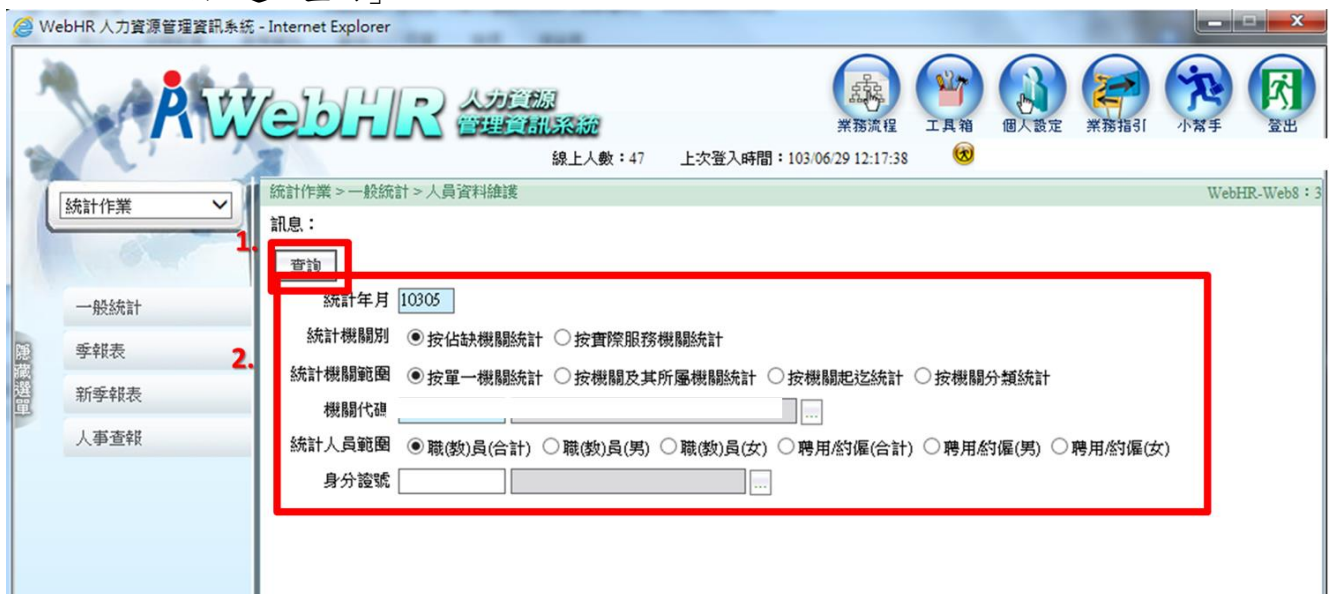 WebHR 人力資源管理資訊系統 - Internet Explorer
WebHR 人力資源
管理資訊系統
業務流程 工具箱 個人設定 業務指引 小幫手 登出
線上人數：47 上次登入時間：103/06/29 12:17:38
統計作業
統計作業 > 一般統計 > 人員資料維護 WebHR-Web8：3
訊息：
1.
查詢
一般統計
季報表
新季報表
人事查報
隱藏選單
2.
統計年月 10305
統計機關別 按佔缺機關統計 按實際服務機關統計
統計機關範圍 按單一機關統計 按機關及其所屬機關統計 按機關起迄統計 按機關分類統計
機關代碼 ...
統計人員範圍 職(教)員(合計) 職(教)員(男) 職(教)員(女) 聘用/約僱(合計) 聘用/約僱(男) 聘用/約僱(女)
身分證號 ...